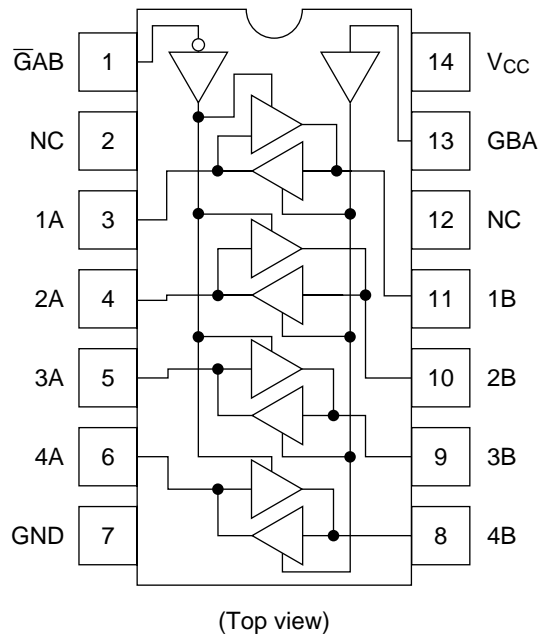 G̅AB 1 14 VCC
NC 2 13 GBA
1A 3 12 NC
2A 4 11 1B
3A 5 10 2B
4A 6 9 3B
GND 7 8 4B
(Top view)